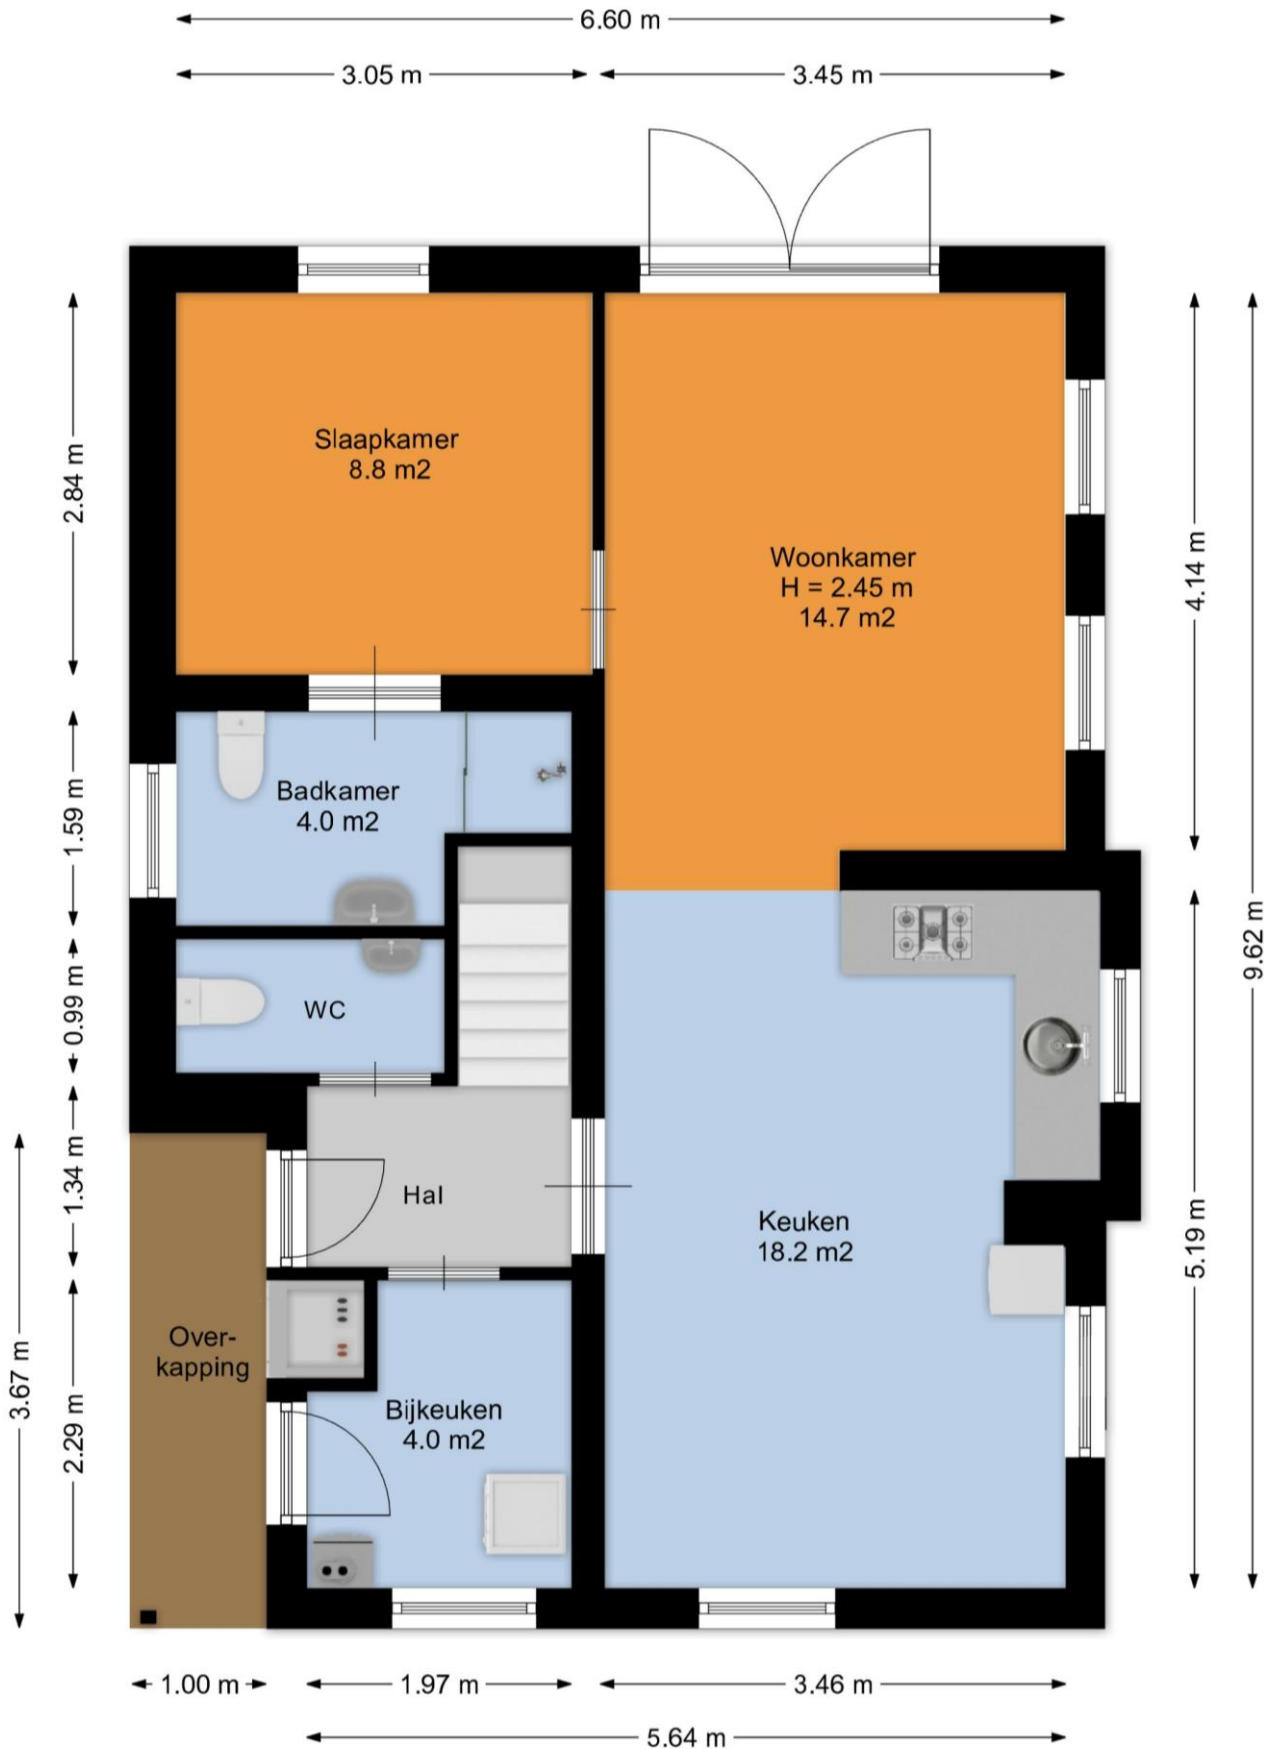 6.60 m
3.05 m
3.45 m
Slaapkamer
8.8 m2
2.84 m
Woonkamer
H = 2.45 m
14.7 m2
4.14 m
Badkamer
4.0 m2
1.59 m
9.62 m
WC
0.99 m
1.34 m
Hal
Keuken
18.2 m2
5.19 m
Over-
kapping
3.67 m
2.29 m
Bijkeuken
4.0 m2
1.00 m
1.97 m
3.46 m
5.64 m